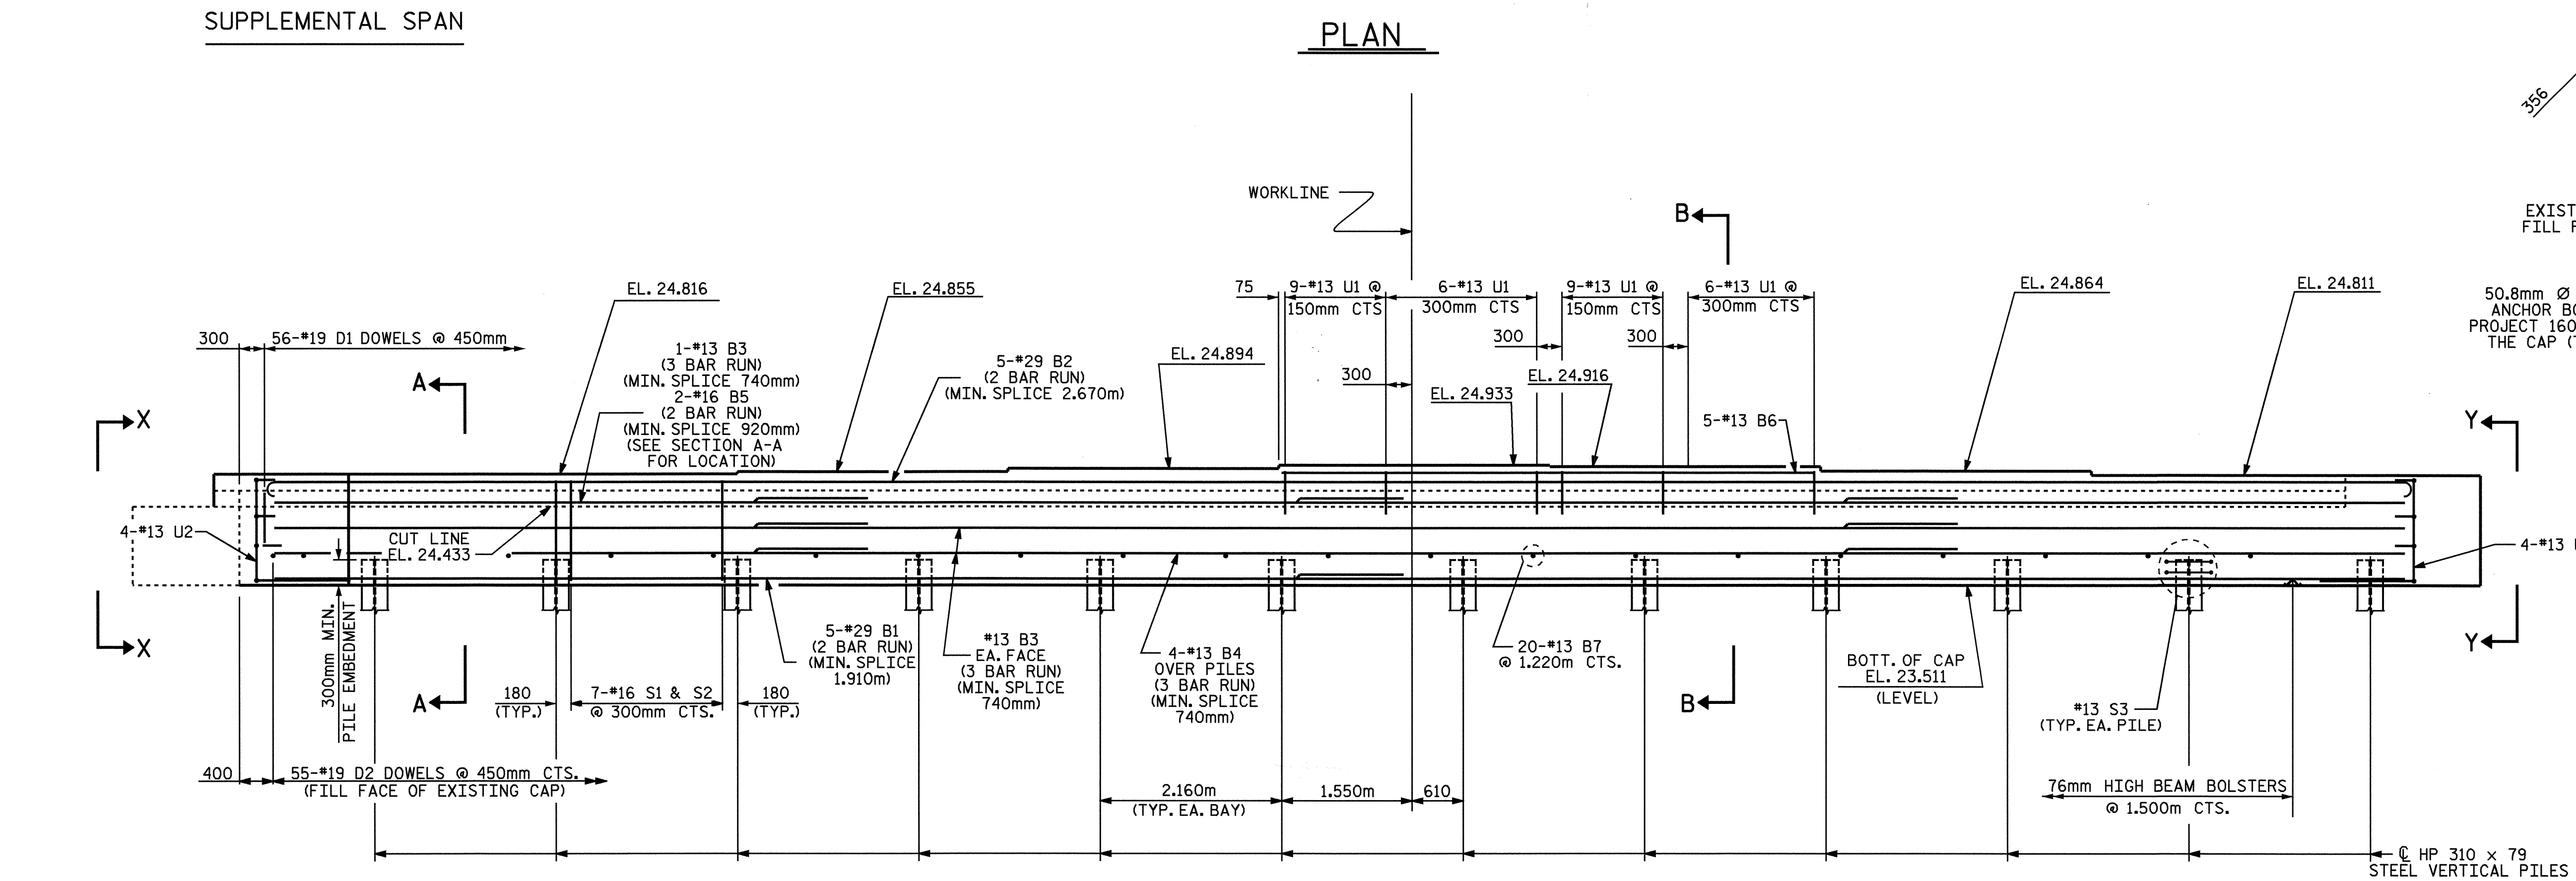 SUPPLEMENTAL SPAN
PLAN
356
WORKLINE
B
EXIST
FILL F
EL. 24.816
EL. 24.855
75
9-#13 U1 @
150mm CTS
6-#13 U1
300mm CTS
9-#13 U1 @
150mm CTS
6-#13 U1 @
300mm CTS
EL. 24.864
EL. 24.811
50.8mm Ø
ANCHOR BO
PROJECT 160
THE CAP (T
300
56-#19 D1 DOWELS @ 450mm
1-#13 B3
(3 BAR RUN)
(MIN. SPLICE 740mm)
2-#16 B5
(2 BAR RUN)
(MIN. SPLICE 920mm)
(SEE SECTION A-A
FOR LOCATION)
5-#29 B2
(2 BAR RUN)
(MIN. SPLICE 2.670m)
EL. 24.894
300
300
300
EL. 24.933
EL. 24.916
5-#13 B6
A
X
Y
4-#13 U2
CUT LINE
EL. 24.433
4-#13
300mm MIN.
PILE EMBEDMENT
X
A
180
(TYP.)
7-#16 S1 & S2
@ 300mm CTS.
180
(TYP.)
5-#29 B1
(2 BAR RUN)
(MIN. SPLICE
1.910m)
#13 B3
EA. FACE
(3 BAR RUN)
(MIN. SPLICE
740mm)
4-#13 B4
OVER PILES
(3 BAR RUN)
(MIN. SPLICE
740mm)
20-#13 B7
@ 1.220m CTS.
B
BOTT. OF CAP
EL. 23.511
(LEVEL)
#13 S3
(TYP. EA. PILE)
Y
400
55-#19 D2 DOWELS @ 450mm CTS.
(FILL FACE OF EXISTING CAP)
2.160m
(TYP. EA. BAY)
1.550m
610
76mm HIGH BEAM BOLSTERS
@ 1.500m CTS.
℄ HP 310 x 79
STEEL VERTICAL PILES